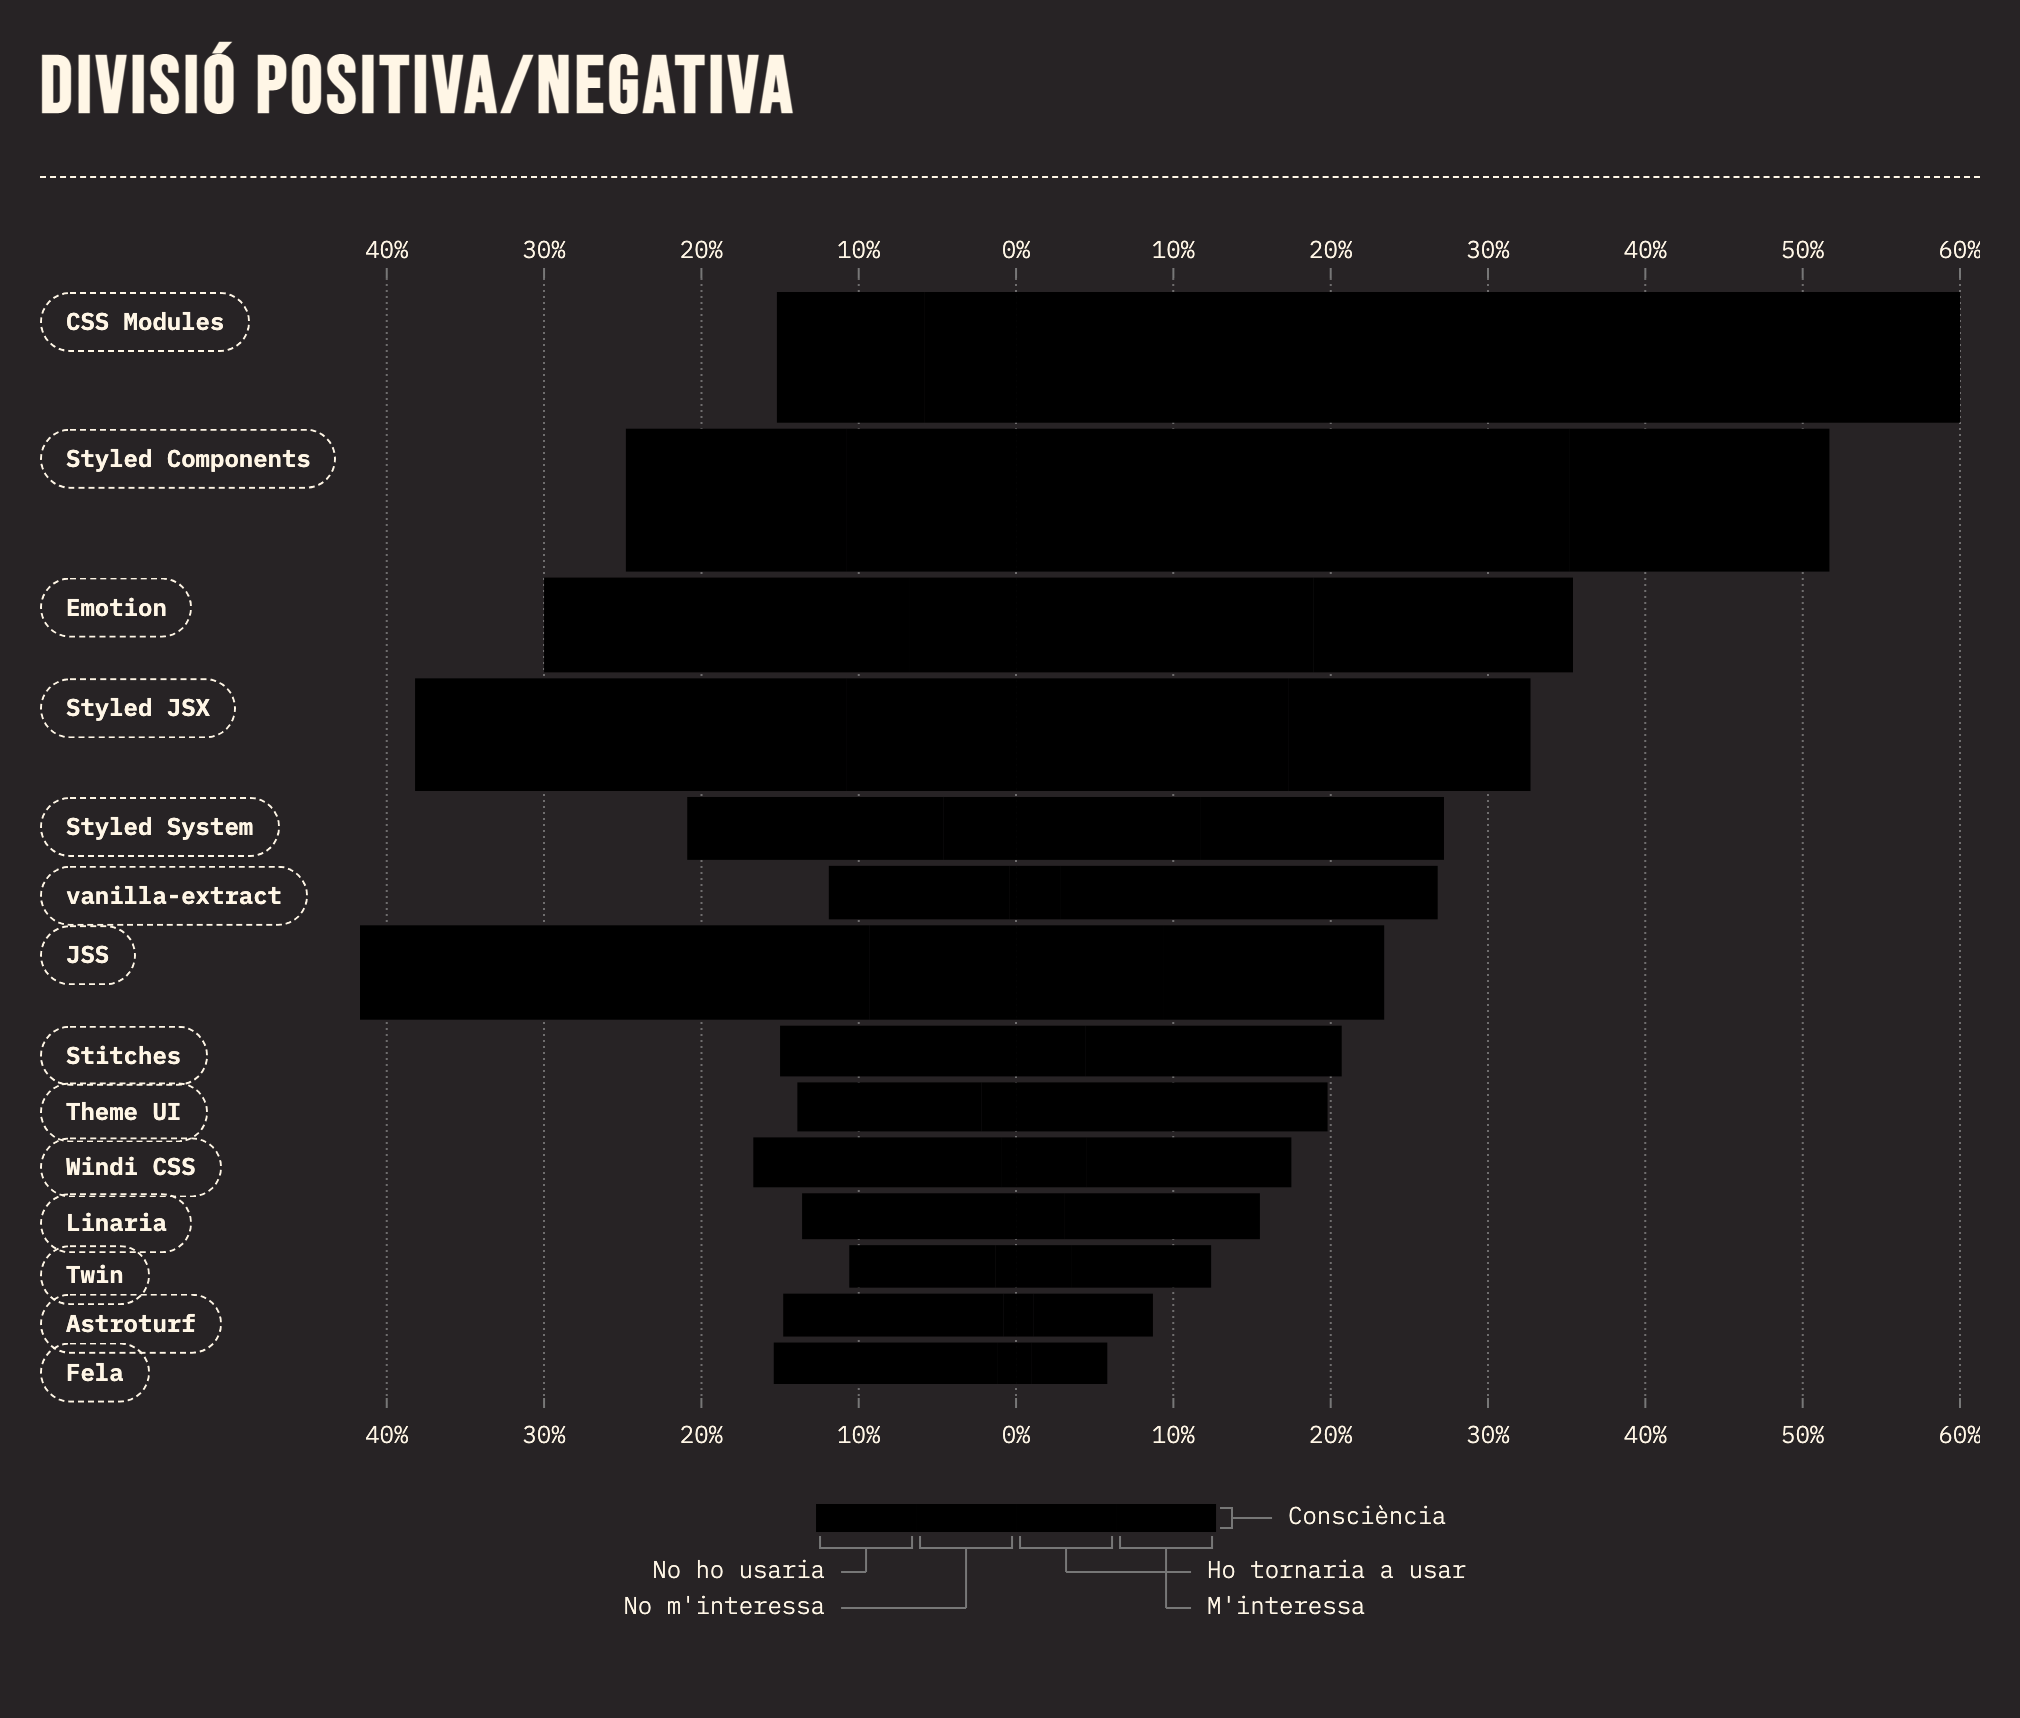 DIVISIÓ POSITIVA/NEGATIVA
40% 30% 20% 10% 0% 10% 20% 30% 40% 50% 60%
CSS Modules
Styled Components
Emotion
Styled JSX
Styled System
vanilla-extract
JSS
Stitches
Theme UI
Windi CSS
Linaria
Twin
Astroturf
Fela
40% 30% 20% 10% 0% 10% 20% 30% 40% 50% 60%
Consciència
No ho usaria
Ho tornaria a usar
No m'interessa
M'interessa